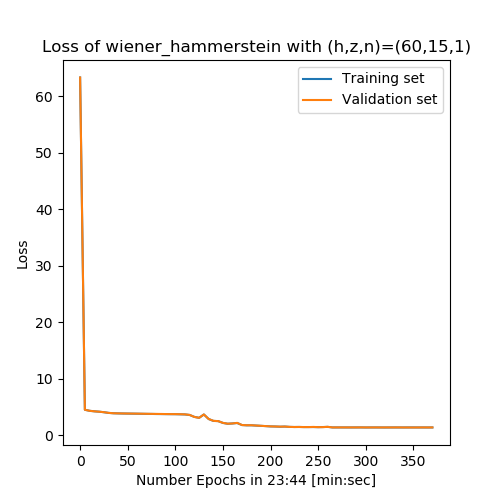 Loss of wiener_hammerstein with (h,z,n)=(60,15,1)
Training set
Validation set
60
50
40
30
20
10
0
Loss
0 50 100 150 200 250 300 350
Number Epochs in 23:44 [min:sec]